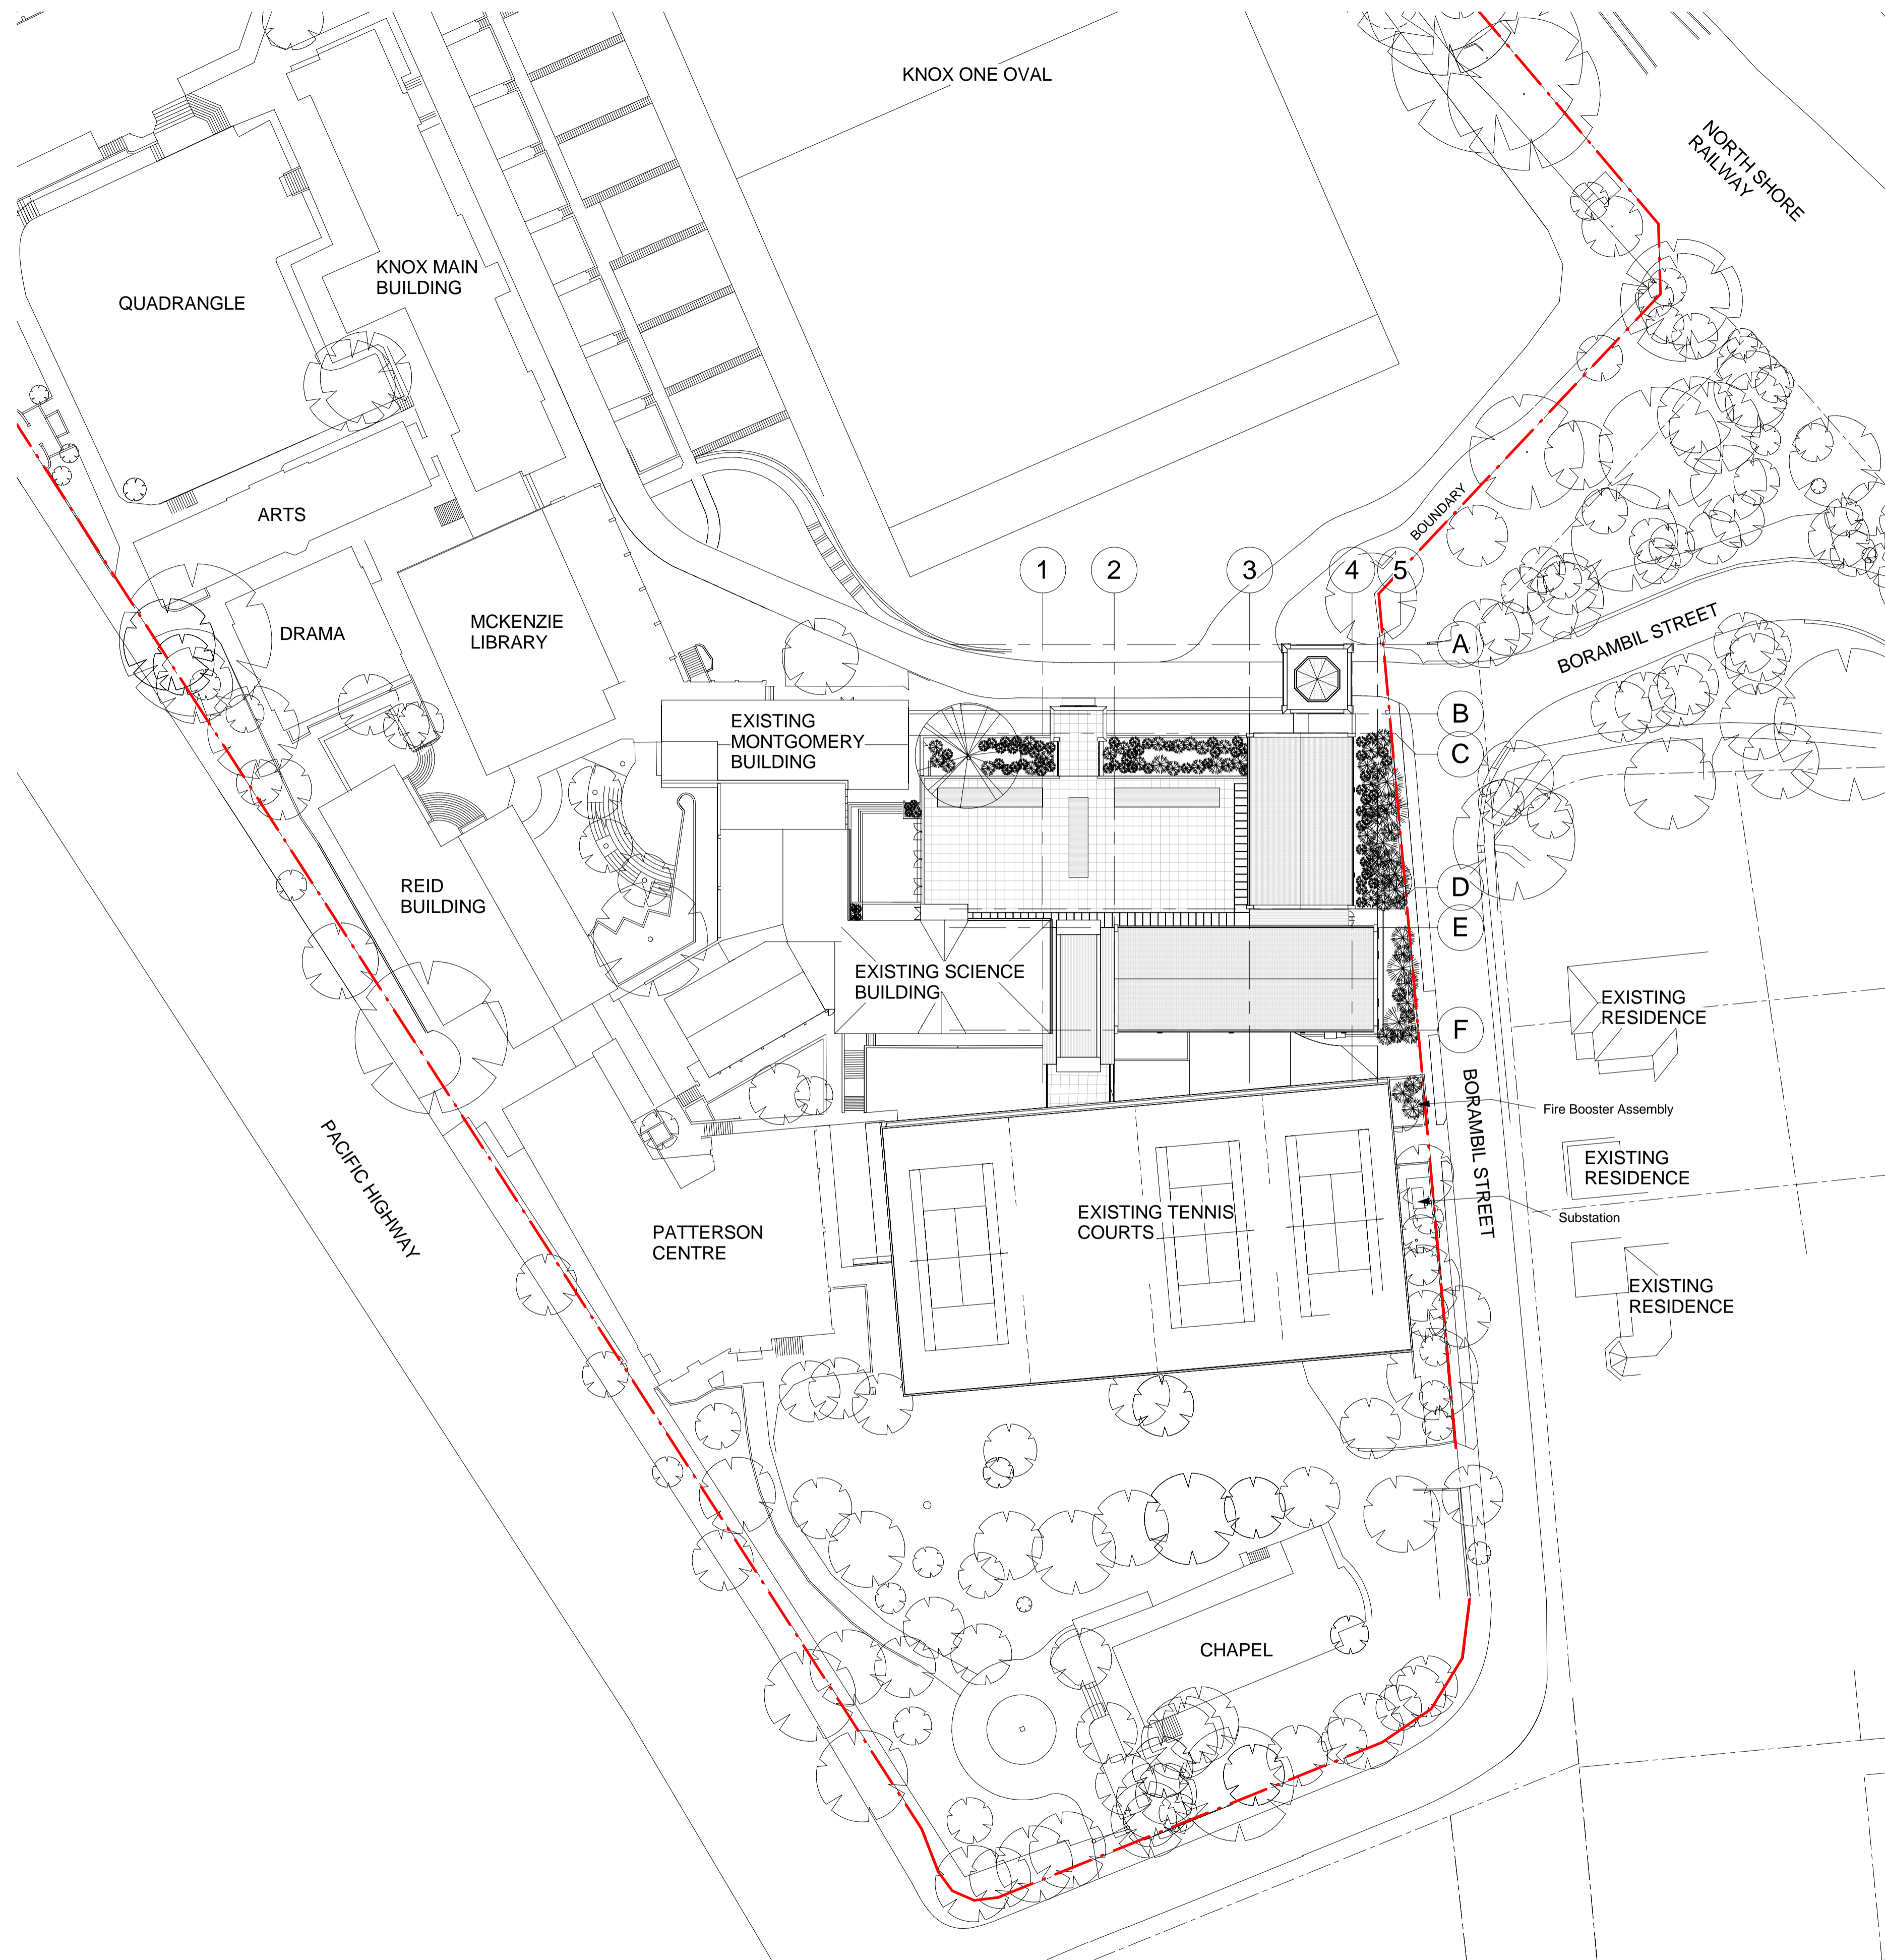 KNOX ONE OVAL
NORTH SHORE
RAILWAY
KNOX MAIN
BUILDING
QUADRANGLE
ARTS
BOUNDARY
1
2
3
4
5
DRAMA
MCKENZIE
LIBRARY
A
BORAMBIL STREET
B
C
EXISTING
MONTGOMERY
BUILDING
D
E
F
REID
BUILDING
EXISTING SCIENCE
BUILDING
EXISTING
RESIDENCE
Fire Booster Assembly
BORAMBIL STREET
PACIFIC HIGHWAY
EXISTING
RESIDENCE
PATTERSON
CENTRE
EXISTING TENNIS
COURTS
Substation
EXISTING
RESIDENCE
CHAPEL